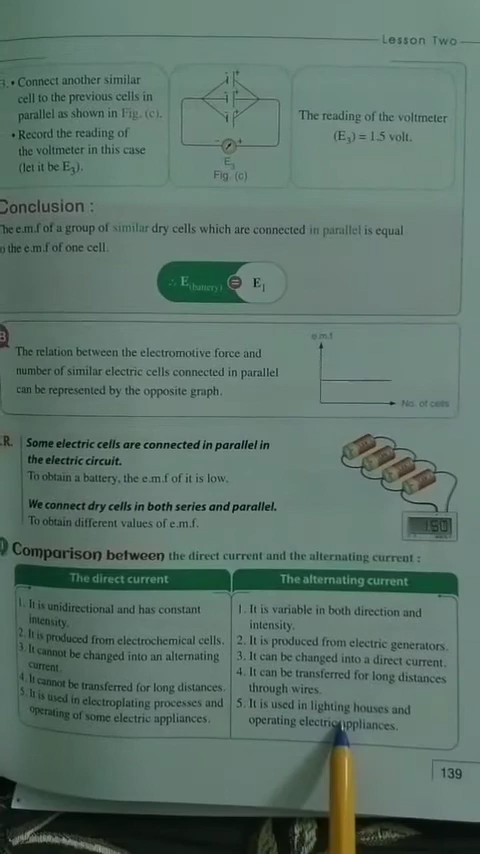 Lesson Two
3. • Connect another similar
cell to the previous cells in
parallel as shown in Fig. (c).
• Record the reading of
the voltmeter in this case
(let it be E3).
- +
- +
- +
- +
E3
Fig. (c)
The reading of the voltmeter
(E3) = 1.5 volt.
Conclusion :
The e.m.f of a group of similar dry cells which are connected in parallel is equal
to the e.m.f of one cell.
∴ E(battery) = E1
The relation between the electromotive force and
number of similar electric cells connected in parallel
can be represented by the opposite graph.
e.m.f
No. of cells
.R. Some electric cells are connected in parallel in
the electric circuit.
To obtain a battery, the e.m.f of it is low.
We connect dry cells in both series and parallel.
To obtain different values of e.m.f.
Comparison between the direct current and the alternating current :
The direct current
1. It is unidirectional and has constant
intensity.
2. It is produced from electrochemical cells.
3. It cannot be changed into an alternating
current.
4. It cannot be transferred for long distances.
5. It is used in electroplating processes and
operating of some electric appliances.
The alternating current
1. It is variable in both direction and
intensity.
2. It is produced from electric generators.
3. It can be changed into a direct current.
4. It can be transferred for long distances
through wires.
5. It is used in lighting houses and
operating electric appliances.
139